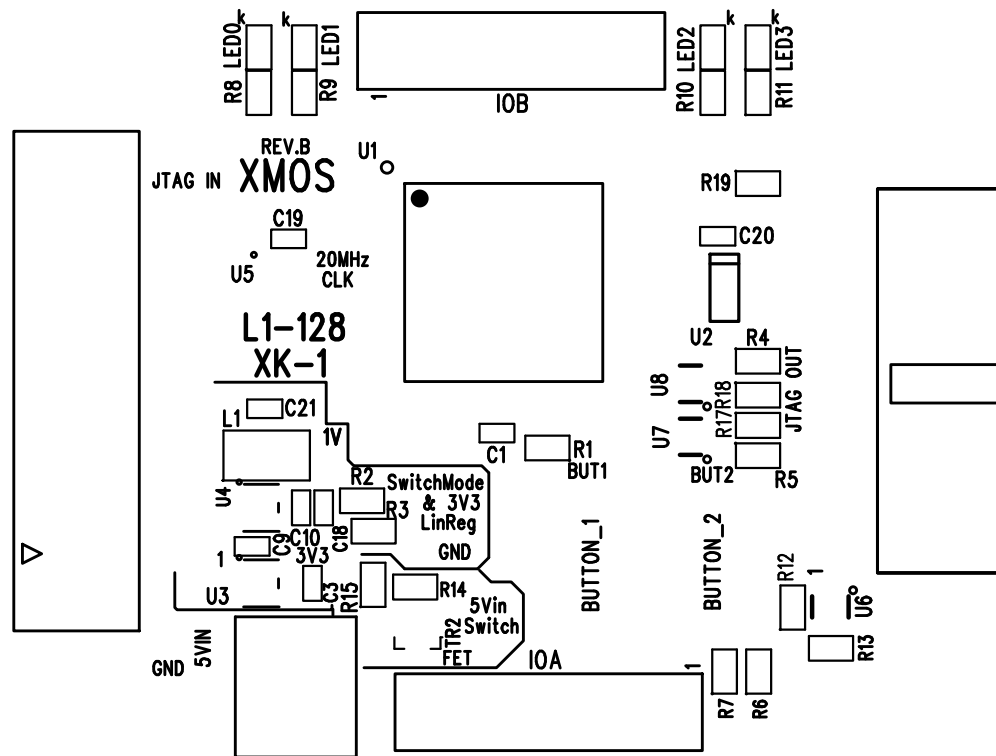 k
k
k
k
LED0
LED1
LED2
LED3
R8
R9
R10
R11
1
IOB
REV.B
XMOS
JTAG IN
U1
R19
C19
C20
U5
20MHz
CLK
L1-128
XK-1
U2
R4
U8
R18
JTAG OUT
R17
U7
BUT2
R5
C21
L1
1V
C1
R1
BUT1
U4
R2
R3
SwitchMode
& 3V3
LinReg
GND
C9
C10
C18
3V3
1
U3
C3
R15
R14
5Vin
Switch
TR2
FET
BUTTON_1
BUTTON_2
R12
1
U6
R13
5VIN
GND
IOA
1
R7
R6